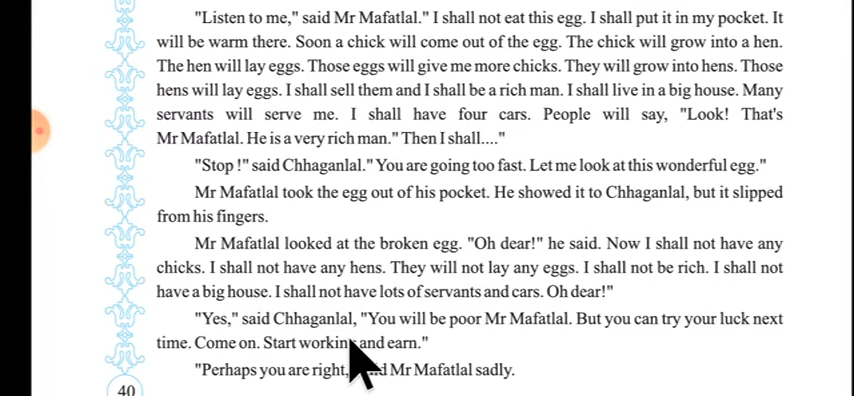 "Listen to me," said Mr Mafatlal." I shall not eat this egg. I shall put it in my pocket. It
will be warm there. Soon a chick will come out of the egg. The chick will grow into a hen.
The hen will lay eggs. Those eggs will give me more chicks. They will grow into hens. Those
hens will lay eggs. I shall sell them and I shall be a rich man. I shall live in a big house. Many
servants will serve me. I shall have four cars. People will say, "Look! That's
Mr Mafatlal. He is a very rich man." Then I shall...."
"Stop !" said Chhaganlal." You are going too fast. Let me look at this wonderful egg."
Mr Mafatlal took the egg out of his pocket. He showed it to Chhaganlal, but it slipped
from his fingers.
Mr Mafatlal looked at the broken egg. "Oh dear!" he said. Now I shall not have any
chicks. I shall not have any hens. They will not lay any eggs. I shall not be rich. I shall not
have a big house. I shall not have lots of servants and cars. Oh dear!"
"Yes," said Chhaganlal, "You will be poor Mr Mafatlal. But you can try your luck next
time. Come on. Start working and earn."
"Perhaps you are right, Mr Mafatlal sadly.
40